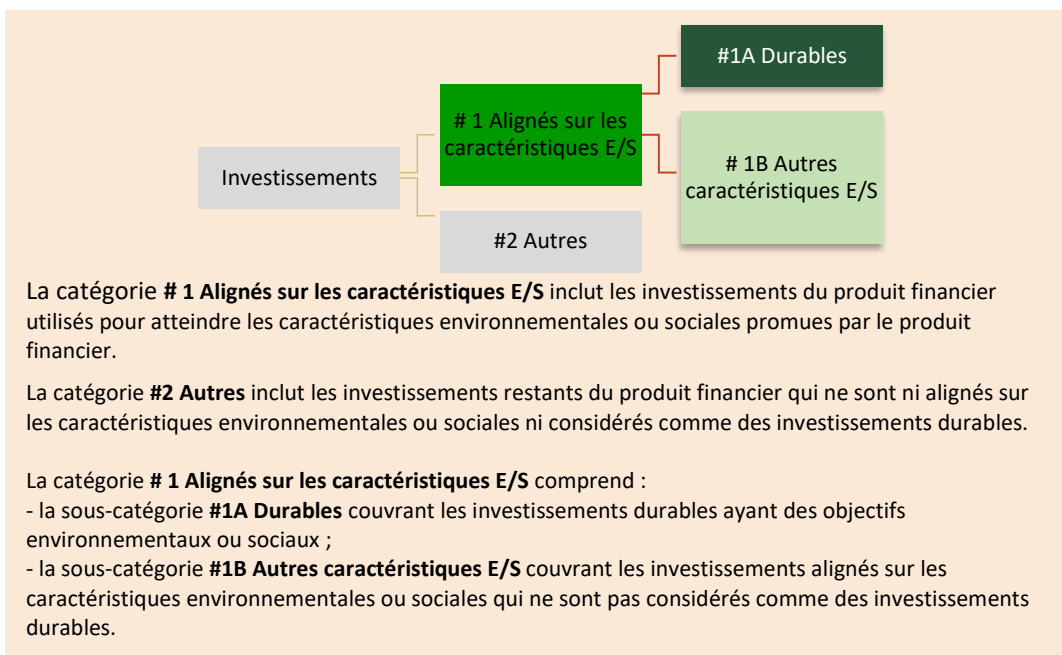 #1A Durables
# 1 Alignés sur les
caractéristiques E/S
# 1B Autres
caractéristiques E/S
Investissements
#2 Autres
La catégorie # 1 Alignés sur les caractéristiques E/S inclut les investissements du produit financier
utilisés pour atteindre les caractéristiques environnementales ou sociales promues par le produit
financier.
La catégorie #2 Autres inclut les investissements restants du produit financier qui ne sont ni alignés sur
les caractéristiques environnementales ou sociales ni considérés comme des investissements durables.
La catégorie # 1 Alignés sur les caractéristiques E/S comprend :
- la sous-catégorie #1A Durables couvrant les investissements durables ayant des objectifs
environnementaux ou sociaux ;
- la sous-catégorie #1B Autres caractéristiques E/S couvrant les investissements alignés sur les
caractéristiques environnementales ou sociales qui ne sont pas considérés comme des investissements
durables.